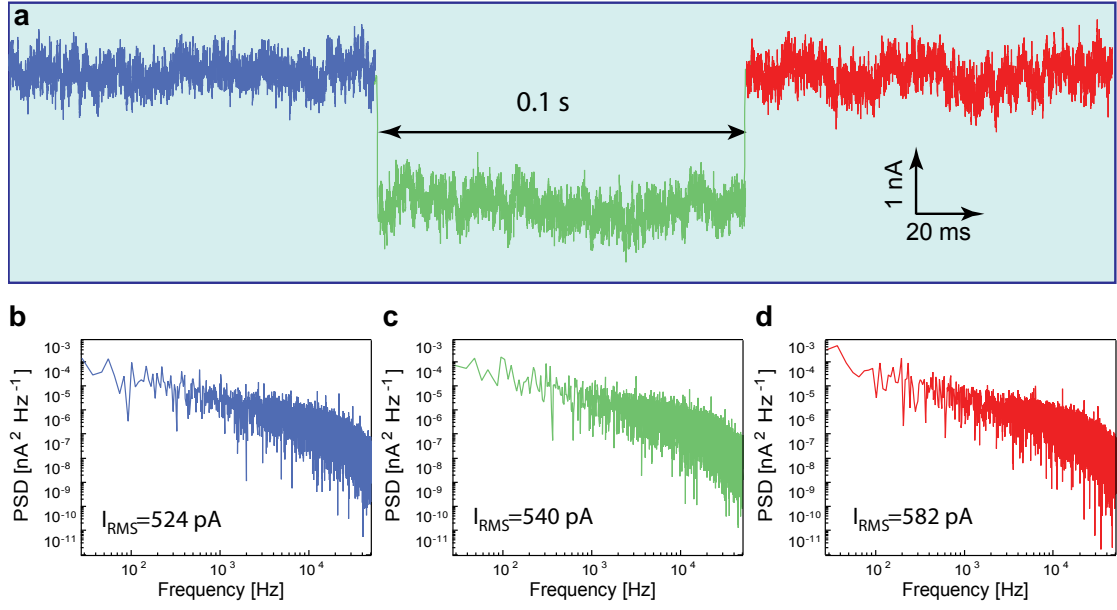 a
0.1 s
1 nA
20 ms
b
c
d
PSD [nA² Hz⁻¹]
10⁻³
10⁻⁴
10⁻⁵
10⁻⁶
10⁻⁷
10⁻⁸
10⁻⁹
10⁻¹⁰
10⁻¹¹
I_RMS=524 pA
10²
10³
10⁴
Frequency [Hz]
PSD [nA² Hz⁻¹]
10⁻³
10⁻⁴
10⁻⁵
10⁻⁶
10⁻⁷
10⁻⁸
10⁻⁹
10⁻¹⁰
10⁻¹¹
I_RMS=540 pA
10²
10³
10⁴
Frequency [Hz]
PSD [nA² Hz⁻¹]
10⁻³
10⁻⁴
10⁻⁵
10⁻⁶
10⁻⁷
10⁻⁸
10⁻⁹
10⁻¹⁰
10⁻¹¹
I_RMS=582 pA
10²
10³
10⁴
Frequency [Hz]